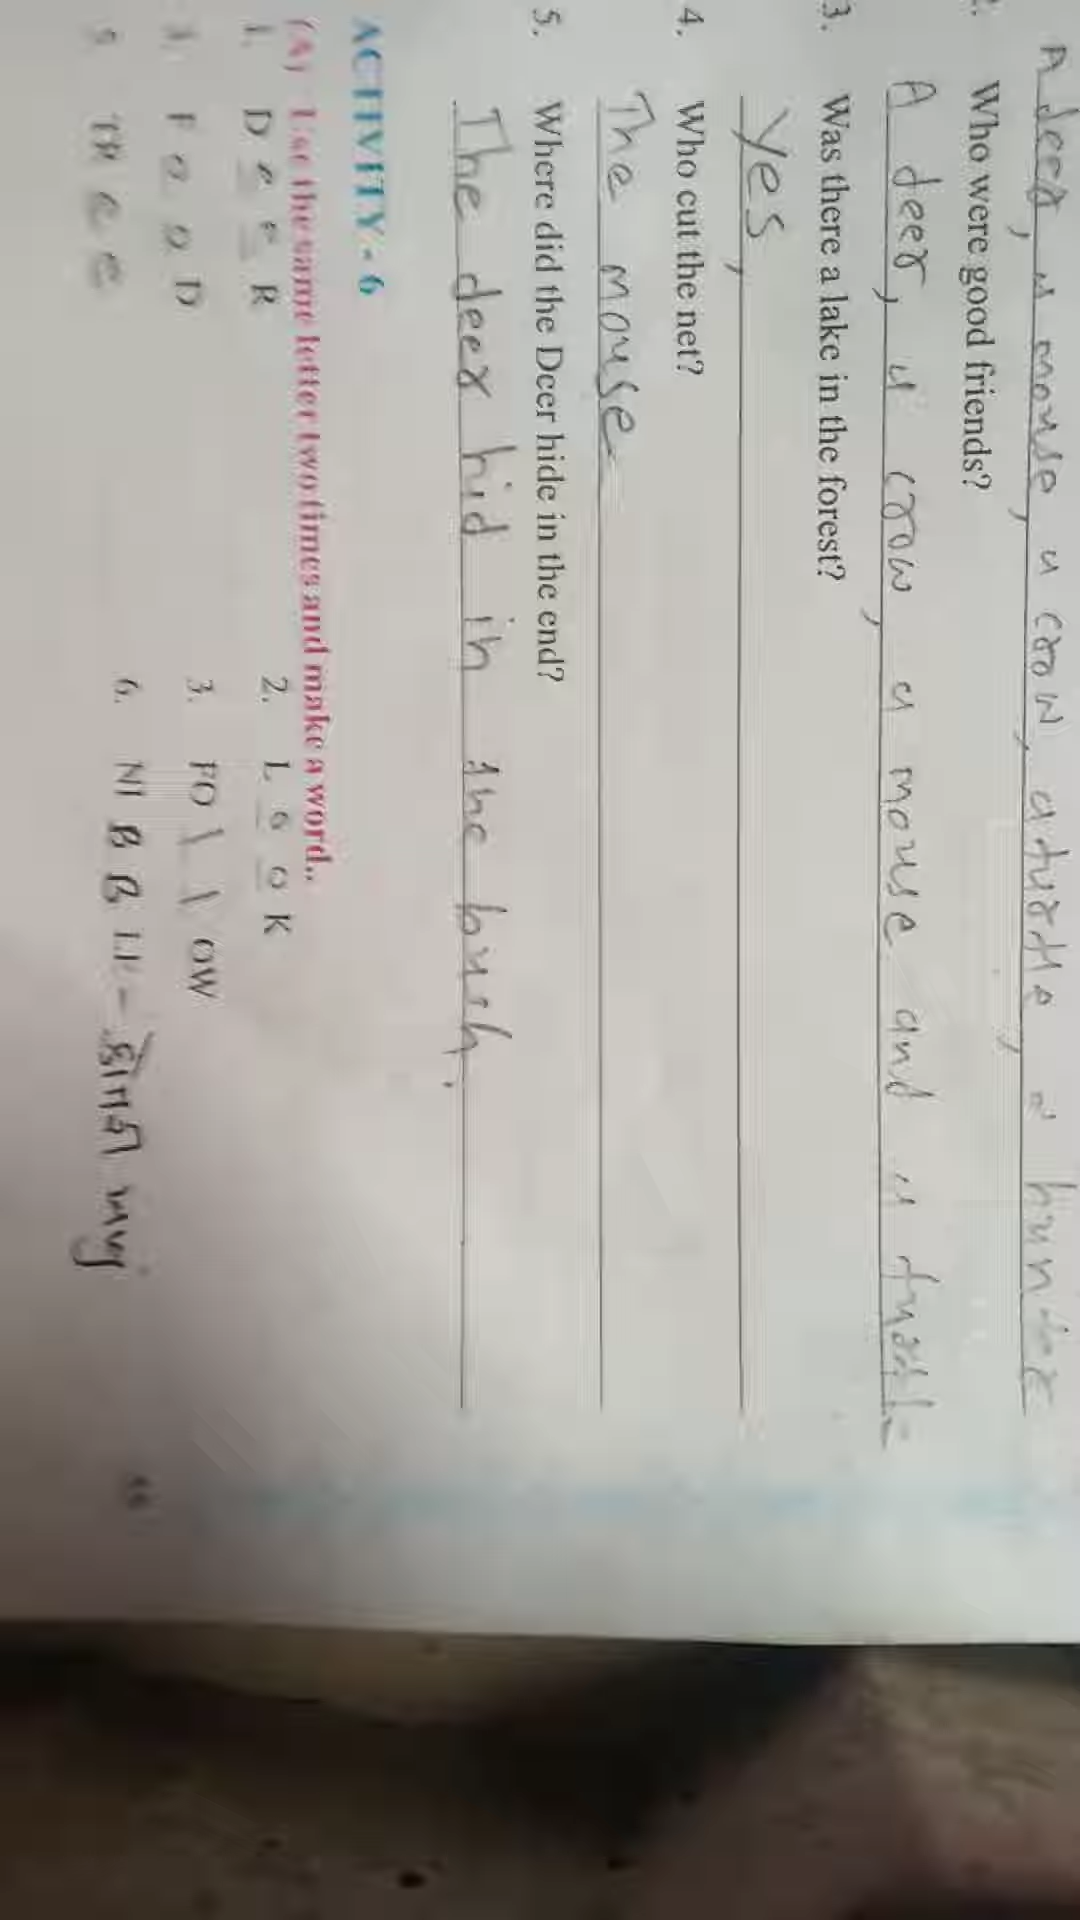 A deer, a mouse, a crow, a turtle, a hunter
2. Who were good friends?
A deer, a crow, a mouse and a turtle
3. Was there a lake in the forest?
Yes,
4. Who cut the net?
The mouse
5. Where did the Deer hide in the end?
The deer hid in the bush.
ACTIVITY - 6
(A) Use the same letter two times and make a word..
1. D e e R 2. L o o K
3. F o o D 3. FO l l OW
5. TR e e 6. NI B B LE -